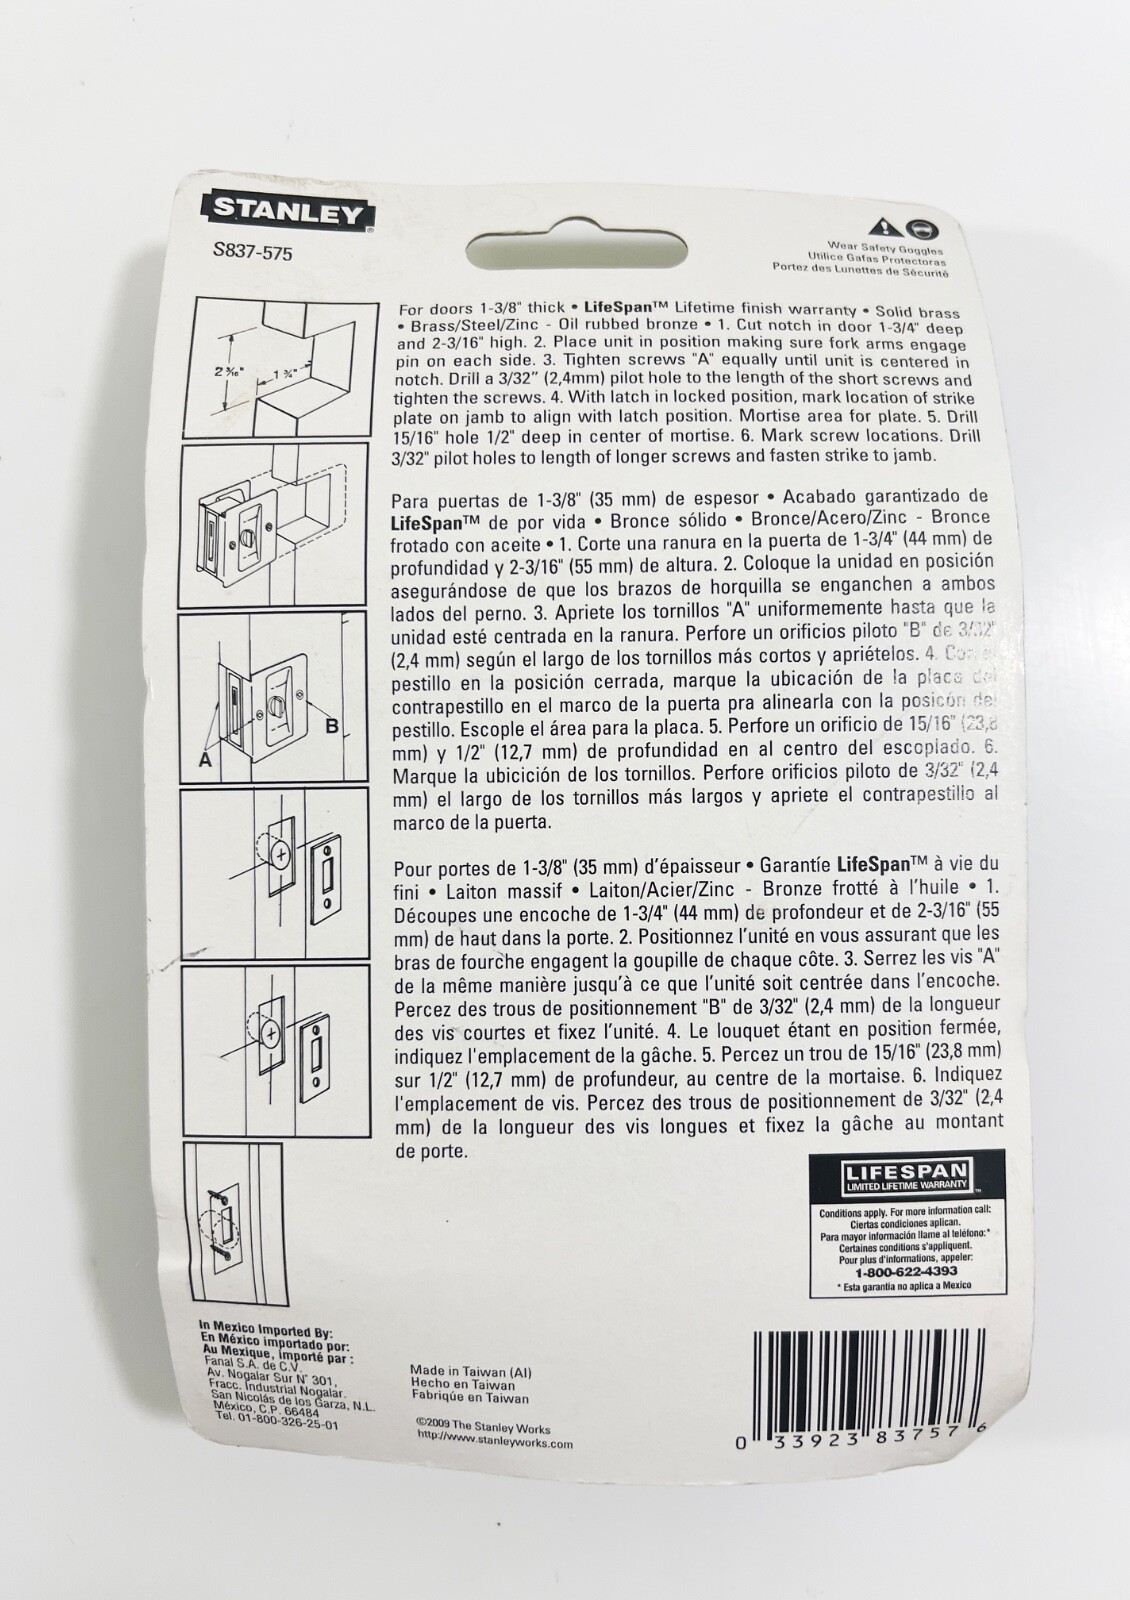 STANLEY®
S837-575
Wear Safety Goggles
Utilice Gafas Protectoras
Portez des Lunettes de Sécurité
2 3/16"
1 3/4"
A
B
For doors 1-3/8" thick • LifeSpan™ Lifetime finish warranty • Solid brass
• Brass/Steel/Zinc - Oil rubbed bronze • 1. Cut notch in door 1-3/4" deep
and 2-3/16" high. 2. Place unit in position making sure fork arms engage
pin on each side. 3. Tighten screws "A" equally until unit is centered in
notch. Drill a 3/32” (2,4mm) pilot hole to the length of the short screws and
tighten the screws. 4. With latch in locked position, mark location of strike
plate on jamb to align with latch position. Mortise area for plate. 5. Drill
15/16" hole 1/2" deep in center of mortise. 6. Mark screw locations. Drill
3/32" pilot holes to length of longer screws and fasten strike to jamb.
Para puertas de 1-3/8" (35 mm) de espesor • Acabado garantizado de
LifeSpan™ de por vida • Bronce sólido • Bronce/Acero/Zinc - Bronce
frotado con aceite • 1. Corte una ranura en la puerta de 1-3/4" (44 mm) de
profundidad y 2-3/16" (55 mm) de altura. 2. Coloque la unidad en posición
asegurándose de que los brazos de horquilla se enganchen a ambos
lados del perno. 3. Apriete los tornillos "A" uniformemente hasta que la
unidad esté centrada en la ranura. Perfore un orificios piloto "B" de 3/32"
(2,4 mm) según el largo de los tornillos más cortos y apriételos. 4. Con el
pestillo en la posición cerrada, marque la ubicación de la placa del
contrapestillo en el marco de la puerta pra alinearla con la posicón del
pestillo. Escople el área para la placa. 5. Perfore un orificio de 15/16" (23,8
mm) y 1/2" (12,7 mm) de profundidad en al centro del escoplado. 6.
Marque la ubicición de los tornillos. Perfore orificios piloto de 3/32" (2,4
mm) el largo de los tornillos más largos y apriete el contrapestillo al
marco de la puerta.
Pour portes de 1-3/8" (35 mm) d'épaisseur • Garantíe LifeSpan™ à vie du
fini • Laiton massif • Laiton/Acier/Zinc - Bronze frotté à l'huile • 1.
Découpes une encoche de 1-3/4" (44 mm) de profondeur et de 2-3/16" (55
mm) de haut dans la porte. 2. Positionnez l'unité en vous assurant que les
bras de fourche engagent la goupille de chaque côte. 3. Serrez les vis "A"
de la même manière jusqu'à ce que l'unité soit centrée dans l'encoche.
Percez des trous de positionnement "B" de 3/32" (2,4 mm) de la longueur
des vis courtes et fixez l'unité. 4. Le louquet étant en position fermée,
indiquez l'emplacement de la gâche. 5. Percez un trou de 15/16" (23,8 mm)
sur 1/2" (12,7 mm) de profundeur, au centre de la mortaise. 6. Indiquez
l'emplacement de vis. Percez des trous de positionnement de 3/32" (2,4
mm) de la longueur des vis longues et fixez la gâche au montant
de porte.
LIFESPAN
LIMITED LIFETIME WARRANTY™
Conditions apply. For more information call:
Ciertas condiciones aplican.
Para mayor información llame al teléfono:*
Certaines conditions s'appliquent.
Pour plus d'informations, appeler:
1-800-622-4393
* Esta garantia no aplica a Mexico
In Mexico Imported By:
En México importado por:
Au Mexique, importé par :
Fanal S.A. de C.V.
Av. Nogalar Sur N° 301,
Fracc. Industrial Nogalar.
San Nicolás de los Garza, N.L.
México, C.P. 66484
Tel. 01-800-326-25-01
Made in Taiwan (AI)
Hecho en Taiwan
Fabriqúe en Taiwan
©2009 The Stanley Works
http://www.stanleyworks.com
0 33923 83757 6